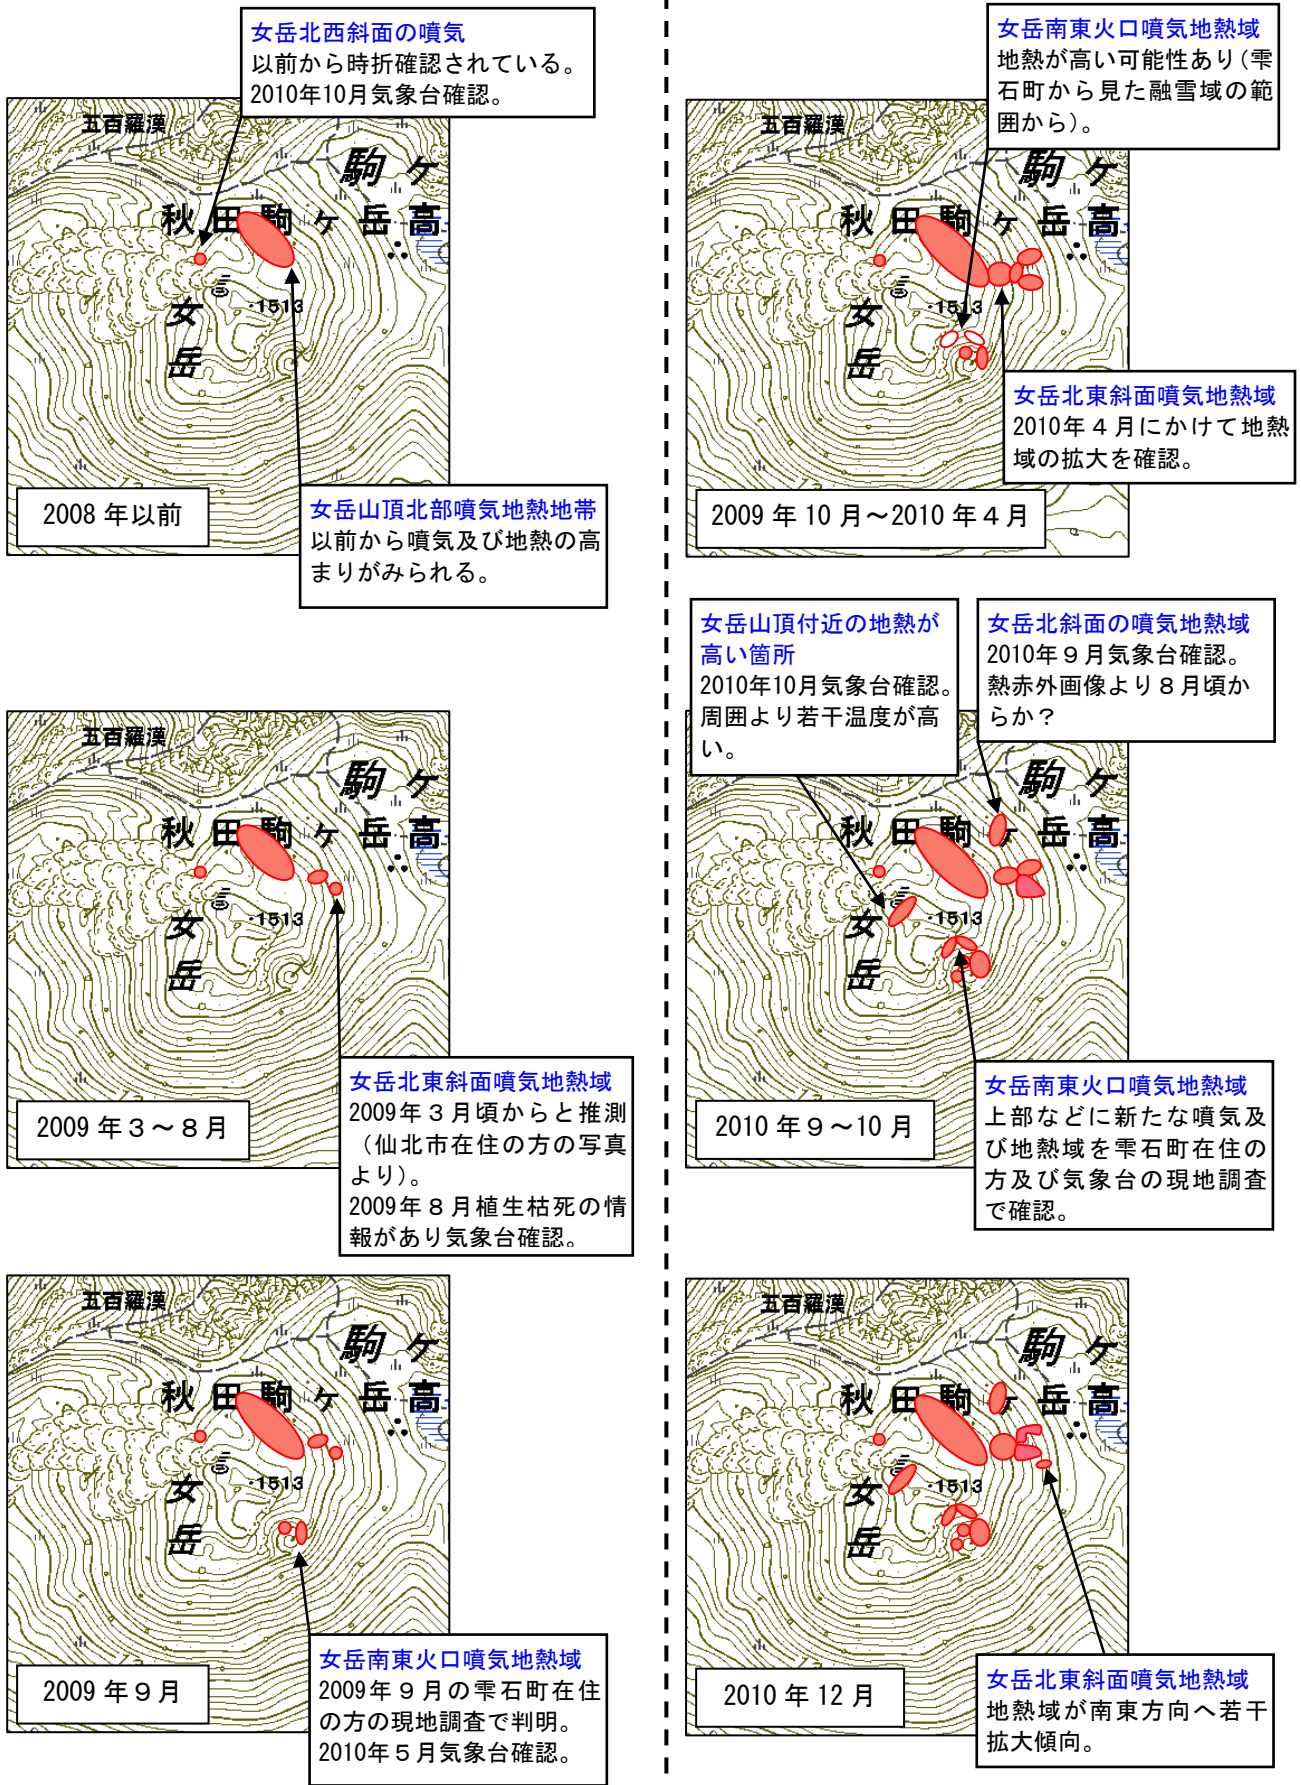 女岳北西斜面の噴気
以前から時折確認されている。
2010年10月気象台確認。
五百羅漢
駒ケ
秋田駒ヶ岳高
・1513
女
岳
2008年以前
女岳山頂北部噴気地熱地帯
以前から噴気及び地熱の高
まりがみられる。
五百羅漢
駒ケ
秋田駒ヶ岳高
・1513
女
岳
2009年3～8月
女岳北東斜面噴気地熱域
2009年3月頃からと推測
（仙北市在住の方の写真
より）。
2009年8月植生枯死の情
報があり気象台確認。
五百羅漢
駒ケ
秋田駒ヶ岳高
・1513
女
岳
2009年9月
女岳南東火口噴気地熱域
2009年9月の雫石町在住
の方の現地調査で判明。
2010年5月気象台確認。
女岳南東火口噴気地熱域
地熱が高い可能性あり（雫
石町から見た融雪域の範
囲から）。
五百羅漢
駒ケ
秋田駒ヶ岳高
・1513
女
岳
女岳北東斜面噴気地熱域
2010年４月にかけて地熱
域の拡大を確認。
2009年10月～2010年４月
女岳山頂付近の地熱が
高い箇所
2010年10月気象台確認。
周囲より若干温度が高
い。
女岳北斜面の噴気地熱域
2010年９月気象台確認。
熱赤外画像より８月頃か
らか？
駒ケ
秋田駒ヶ岳高
・1513
女
岳
2010年９～10月
女岳南東火口噴気地熱域
上部などに新たな噴気及
び地熱域を雫石町在住の
方及び気象台の現地調査
で確認。
五百羅漢
駒ケ
秋田駒ヶ岳高
・1513
女
岳
2010年12月
女岳北東斜面噴気地熱域
地熱域が南東方向へ若干
拡大傾向。